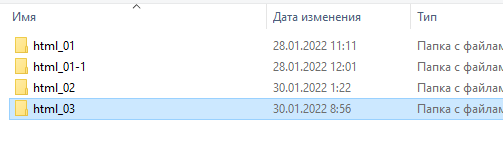 Имя Дата изменения Тип
html_01 28.01.2022 11:11 Папка с файлам
html_01-1 28.01.2022 12:01 Папка с файлам
html_02 30.01.2022 1:22 Папка с файлам
html_03 30.01.2022 8:56 Папка с файлам